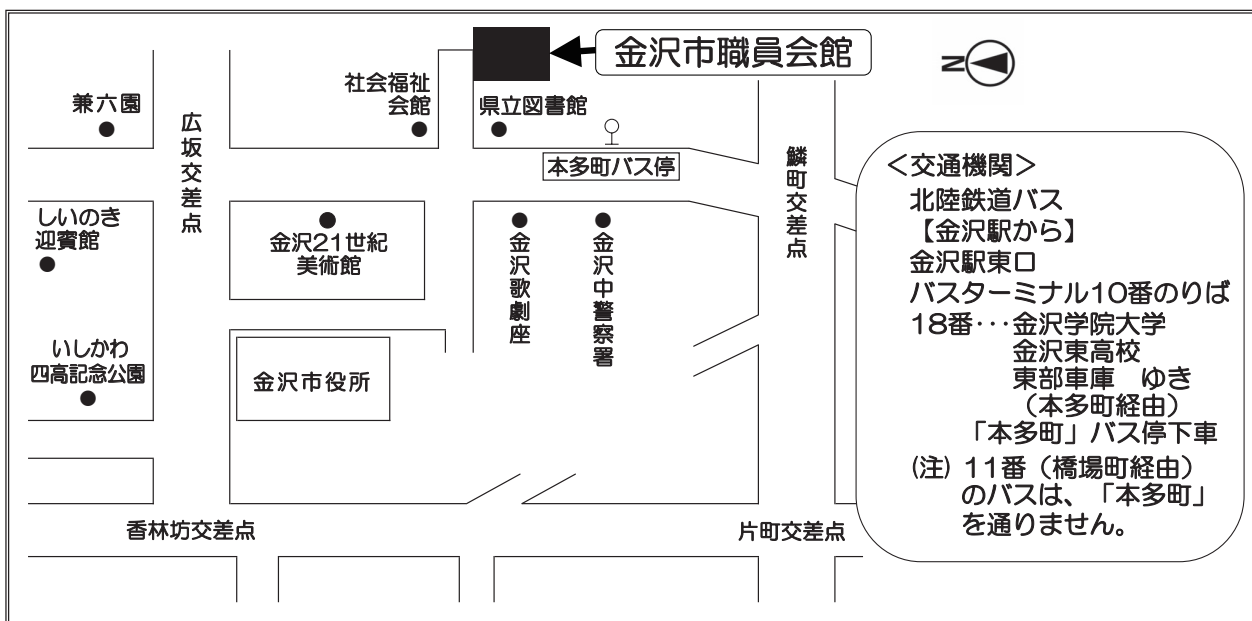 金沢市職員会館
N
兼六園
広坂交差点
社会福祉
会館
県立図書館
本多町バス停
鱗町交差点
しいのき
迎賓館
金沢21世紀
美術館
金沢歌劇座
金沢中警察署
いしかわ
四高記念公園
金沢市役所
香林坊交差点
片町交差点
＜交通機関＞
北陸鉄道バス
【金沢駅から】
金沢駅東口
バスターミナル10番のりば
18番･･･金沢学院大学
金沢東高校
東部車庫　ゆき
（本多町経由）
「本多町」バス停下車
(注) 11番（橋場町経由）
のバスは、「本多町」
を通りません。